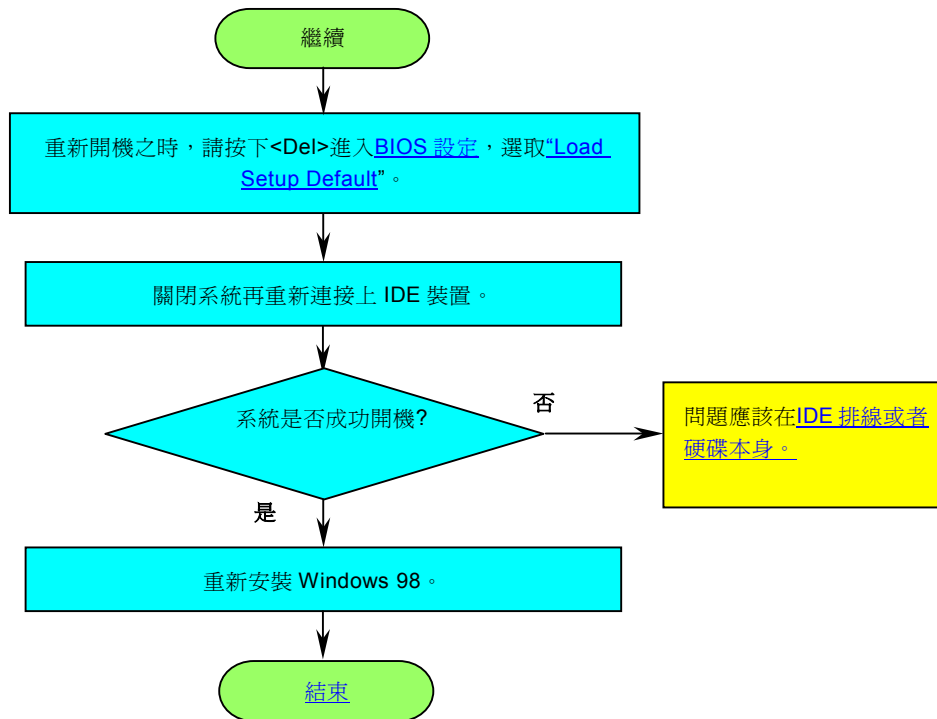 繼續
重新開機之時，請按下<Del>進入BIOS 設定，選取“Load
Setup Default”。
關閉系統再重新連接上 IDE 裝置。
系統是否成功開機?
否
問題應該在IDE 排線或者
硬碟本身。
是
重新安裝 Windows 98。
結束